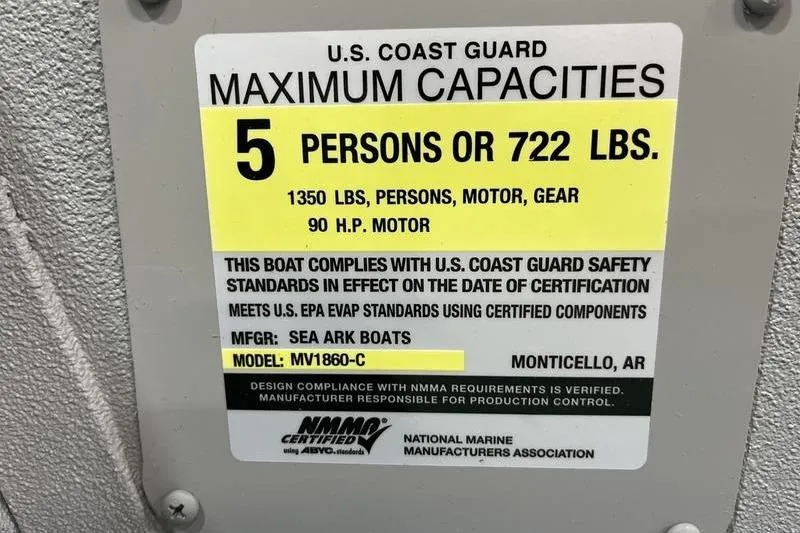 U.S. COAST GUARD
MAXIMUM CAPACITIES
5 PERSONS OR 722 LBS.
1350 LBS, PERSONS, MOTOR, GEAR
90 H.P. MOTOR
THIS BOAT COMPLIES WITH U.S. COAST GUARD SAFETY
STANDARDS IN EFFECT ON THE DATE OF CERTIFICATION
MEETS U.S. EPA EVAP STANDARDS USING CERTIFIED COMPONENTS
MFGR: SEA ARK BOATS
MODEL: MV1860-C MONTICELLO, AR
DESIGN COMPLIANCE WITH NMMA REQUIREMENTS IS VERIFIED.
MANUFACTURER RESPONSIBLE FOR PRODUCTION CONTROL.
NMMA®
CERTIFIED
using ABYC. standards
NATIONAL MARINE
MANUFACTURERS ASSOCIATION